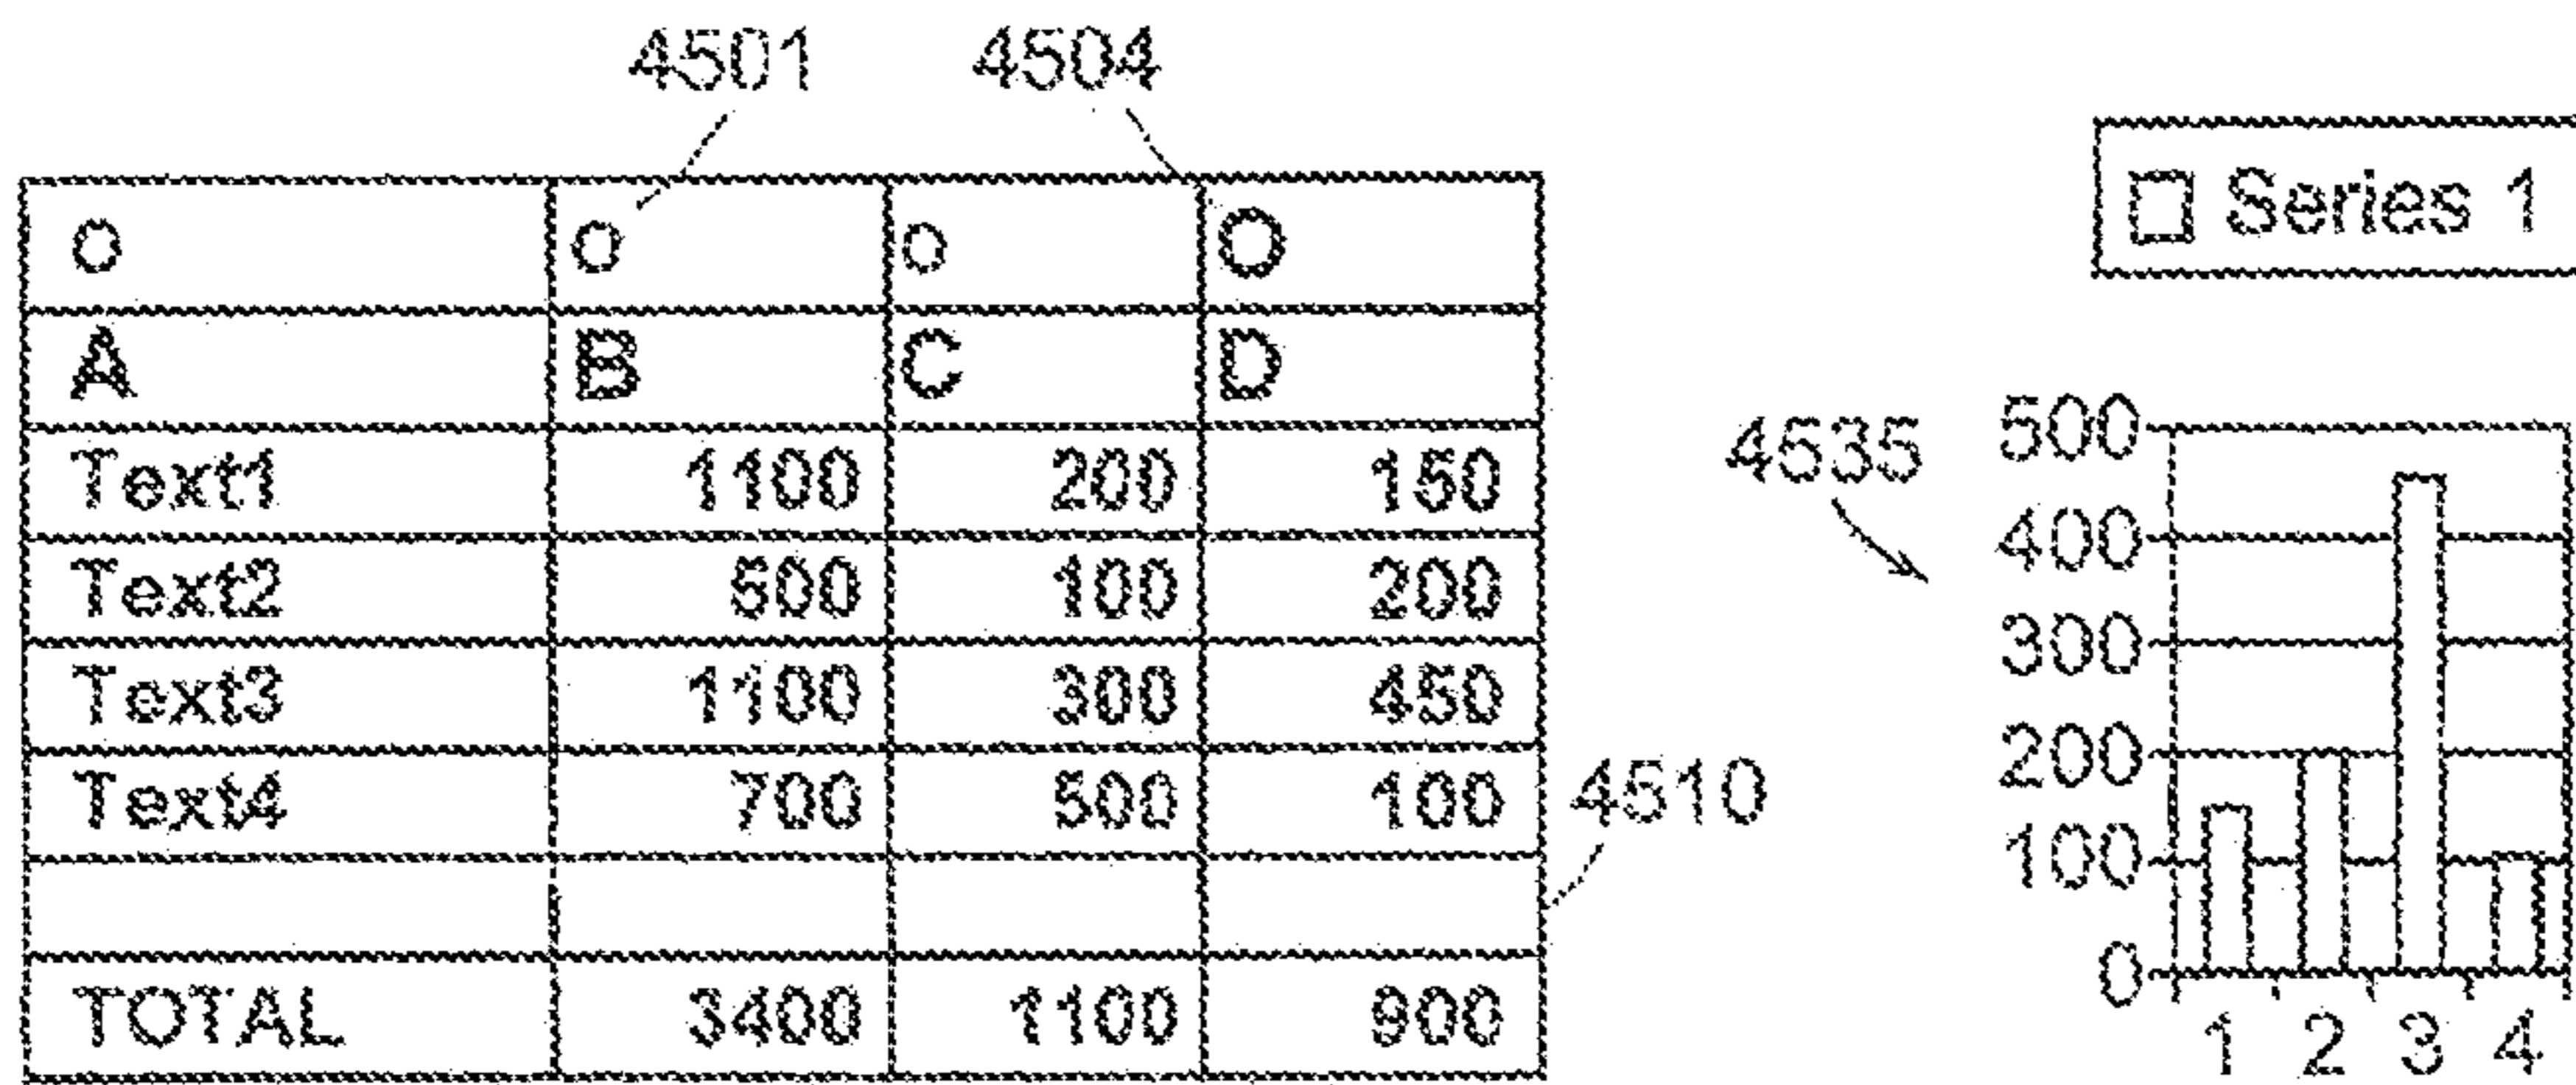 4501 4504
O O O O
A B C D
Text1 1100 200 150
Text2 500 100 200
Text3 1100 300 450
Text4 700 500 100
TOTAL 3400 1100 900
4510
Series 1
4535
500
400
300
200
100
0
1 2 3 4